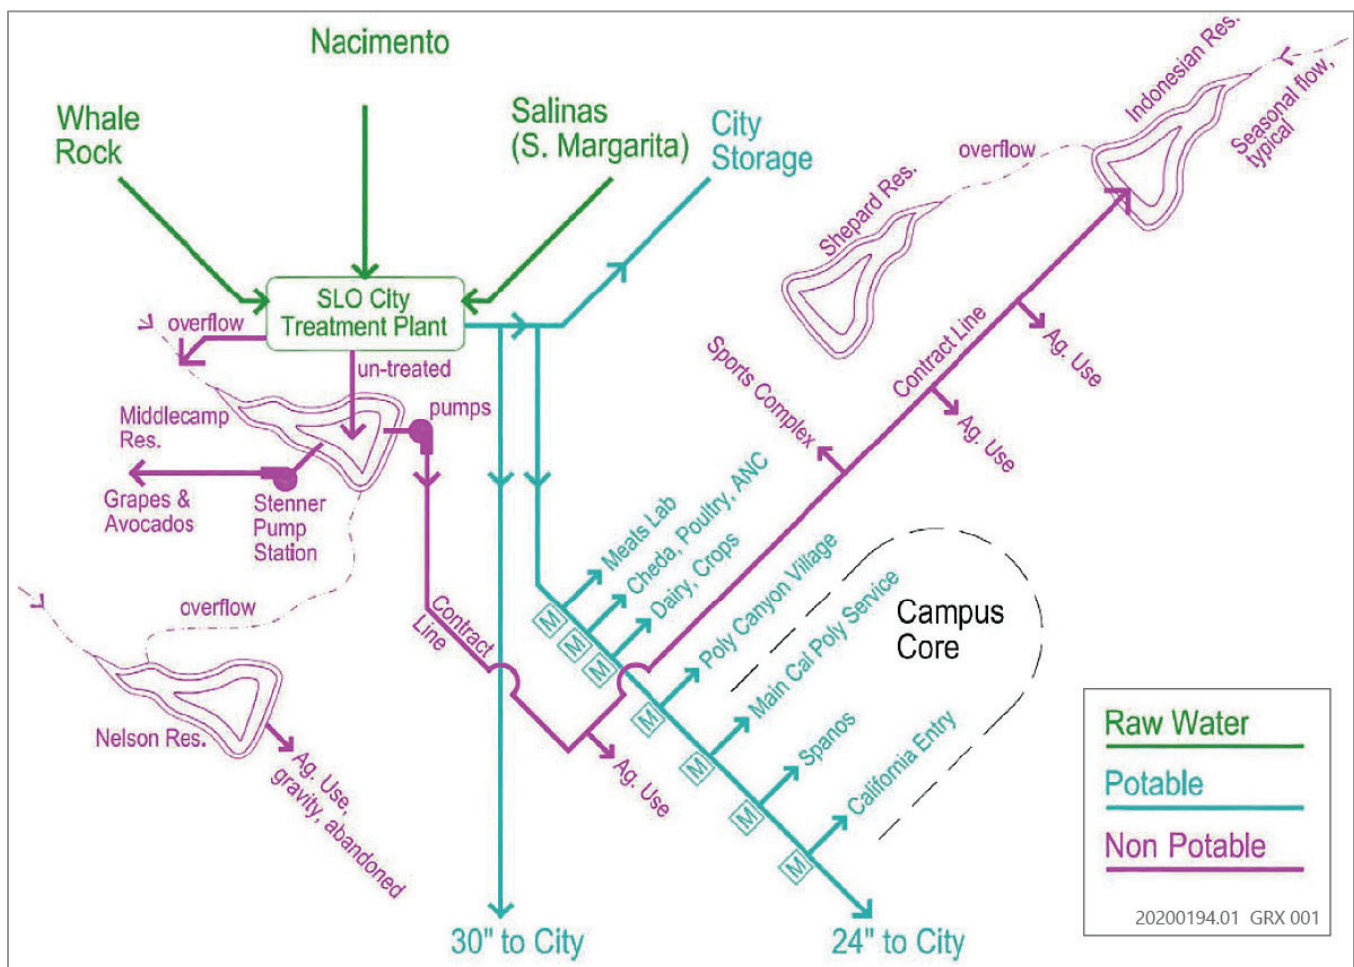 Nacimento
Whale
Rock
Salinas
(S. Margarita)
City
Storage
Indonesian Res.
Seasonal flow,
typical
overflow
Shepard Res.
SLO City
Treatment Plant
overflow
un-treated
pumps
Middlecamp
Res.
Grapes &
Avocados
Stenner
Pump
Station
Contract Line
Ag. Use
Ag. Use
Sports Complex
Meats Lab
Cheda, Poultry, ANC
Dairy, Crops
Poly Canyon Village
Main Cal Poly Service
Spanos
California Entry
M
M
M
M
M
M
M
Campus
Core
Contract
Line
overflow
Nelson Res.
Ag. Use,
gravity, abandoned
Ag. Use
30" to City
24" to City
Raw Water
Potable
Non Potable
20200194.01 GRX 001